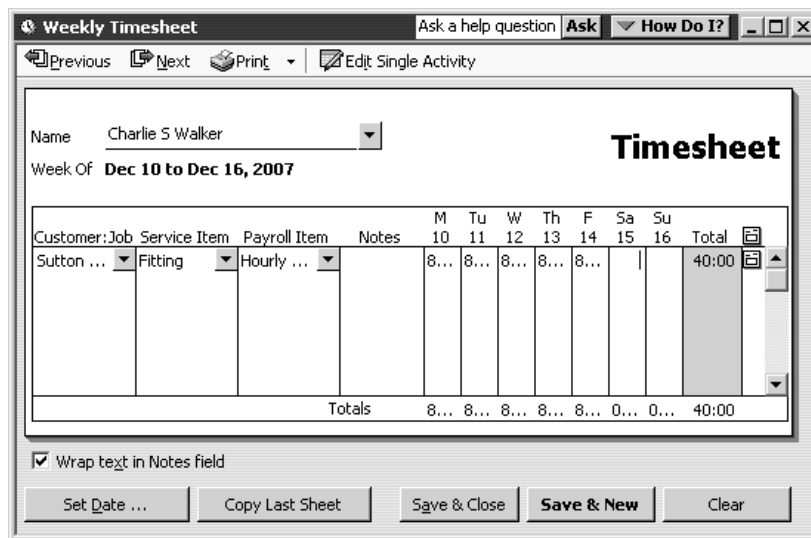 Weekly Timesheet Ask a help question Ask How Do I?
Previous Next Print Edit Single Activity
Name Charlie S Walker
Timesheet
Week Of Dec 10 to Dec 16, 2007
M Tu W Th F Sa Su
Customer:Job Service Item Payroll Item Notes 10 11 12 13 14 15 16 Total
Sutton ... Fitting Hourly ... 8... 8... 8... 8... 8... 40:00
Totals 8... 8... 8... 8... 8... 0... 0... 40:00
Wrap text in Notes field
Set Date ... Copy Last Sheet Save & Close Save & New Clear